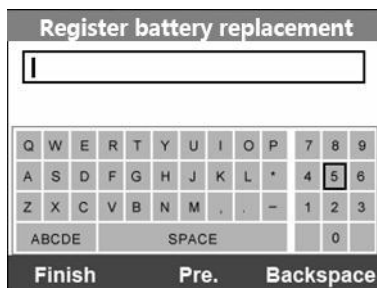 Register battery replacement
Q W E R T Y U I O P 7 8 9
A S D F G H J K L * 4 5 6
Z X C V B N M , . - 1 2 3
ABCDE SPACE 0
Finish Pre. Backspace